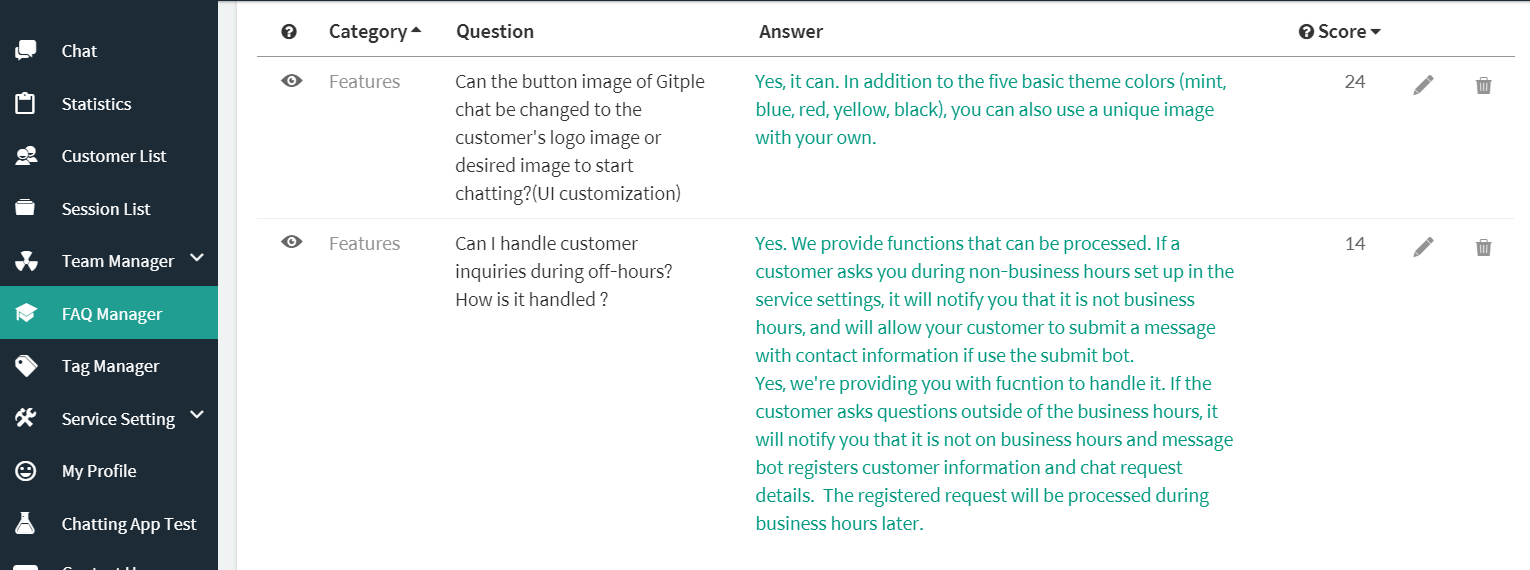 Chat
Statistics
Customer List
Session List
Team Manager
FAQ Manager
Tag Manager
Service Setting
My Profile
Chatting App Test
Category
Question
Answer
Score
Features
Can the button image of Gitple
chat be changed to the
customer's logo image or
desired image to start
chatting?(UI customization)
Yes, it can. In addition to the five basic theme colors (mint,
blue, red, yellow, black), you can also use a unique image
with your own.
24
Features
Can I handle customer
inquiries during off-hours?
How is it handled ?
Yes. We provide functions that can be processed. If a
customer asks you during non-business hours set up in the
service settings, it will notify you that it is not business
hours, and will allow your customer to submit a message
with contact information if use the submit bot.
Yes, we're providing you with fucntion to handle it. If the
customer asks questions outside of the business hours, it
will notify you that it is not on business hours and message
bot registers customer information and chat request
details.  The registered request will be processed during
business hours later.
14